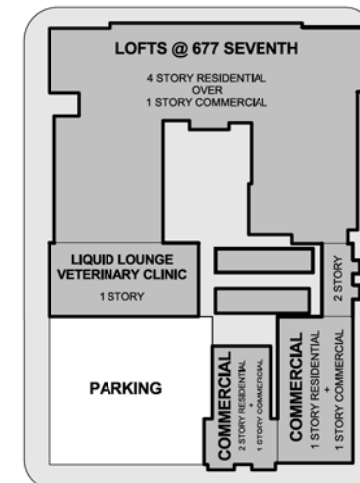 LOFTS @ 677 SEVENTH
4 STORY RESIDENTIAL
OVER
1 STORY COMMERCIAL
LIQUID LOUNGE
VETERINARY CLINIC
1 STORY
2 STORY
PARKING
COMMERCIAL
2 STORY RESIDENTIAL
+
1 STORY COMMERCIAL
COMMERCIAL
1 STORY RESIDENTIAL
+
1 STORY COMMERCIAL